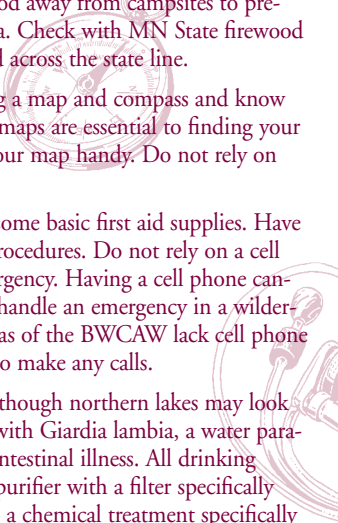 od away from campsites to pre-
a. Check with MN State firewood
d across the state line.
g a map and compass and know
maps are essential to finding your
our map handy. Do not rely on
ome basic first aid supplies. Have
rocedures. Do not rely on a cell
rgency. Having a cell phone can-
handle an emergency in a wilder-
as of the BWCAW lack cell phone
o make any calls.
though northern lakes may look
with Giardia lambia, a water para-
ntestinal illness. All drinking
purifier with a filter specifically
a chemical treatment specifically